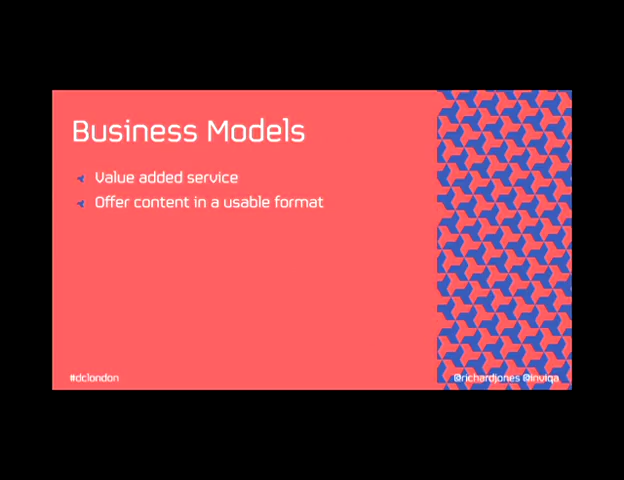 Business Models
Value added service
Offer content in a usable format
#dclondon
@richardjones @inviqa